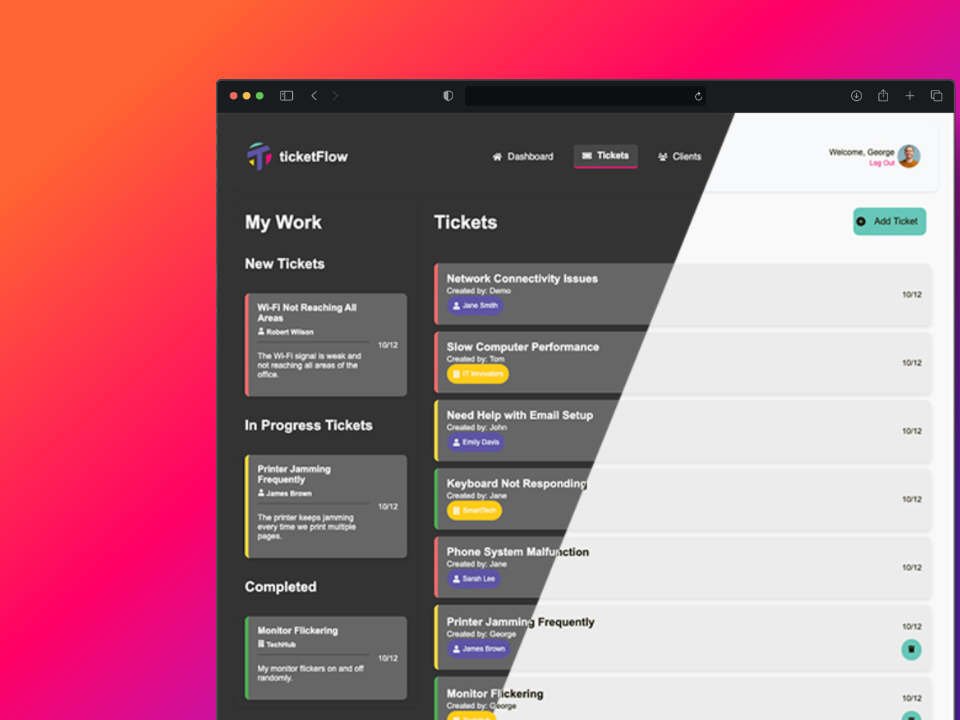 ticketFlow
Dashboard
Tickets
Clients
Welcome, George
Log Out
My Work
New Tickets
Wi-Fi Not Reaching All
Areas
Robert Wilson
10/12
The Wi-Fi signal is weak and
not reaching all areas of the
office.
In Progress Tickets
Printer Jamming
Frequently
James Brown
10/12
The printer keeps jamming
every time we print multiple
pages.
Completed
Monitor Flickering
TechHub
10/12
My monitor flickers on and off
randomly.
Tickets
Add Ticket
Network Connectivity Issues
Created by: Demo
Jane Smith
10/12
Slow Computer Performance
Created by: Tom
IT Innovators
10/12
Need Help with Email Setup
Created by: John
Emily Davis
10/12
Keyboard Not Responding
Created by: Jane
SmartTech
10/12
Phone System Malfunction
Created by: Jane
Sarah Lee
10/12
Printer Jamming Frequently
Created by: George
James Brown
10/12
Monitor Flickering
Created by: George
10/12